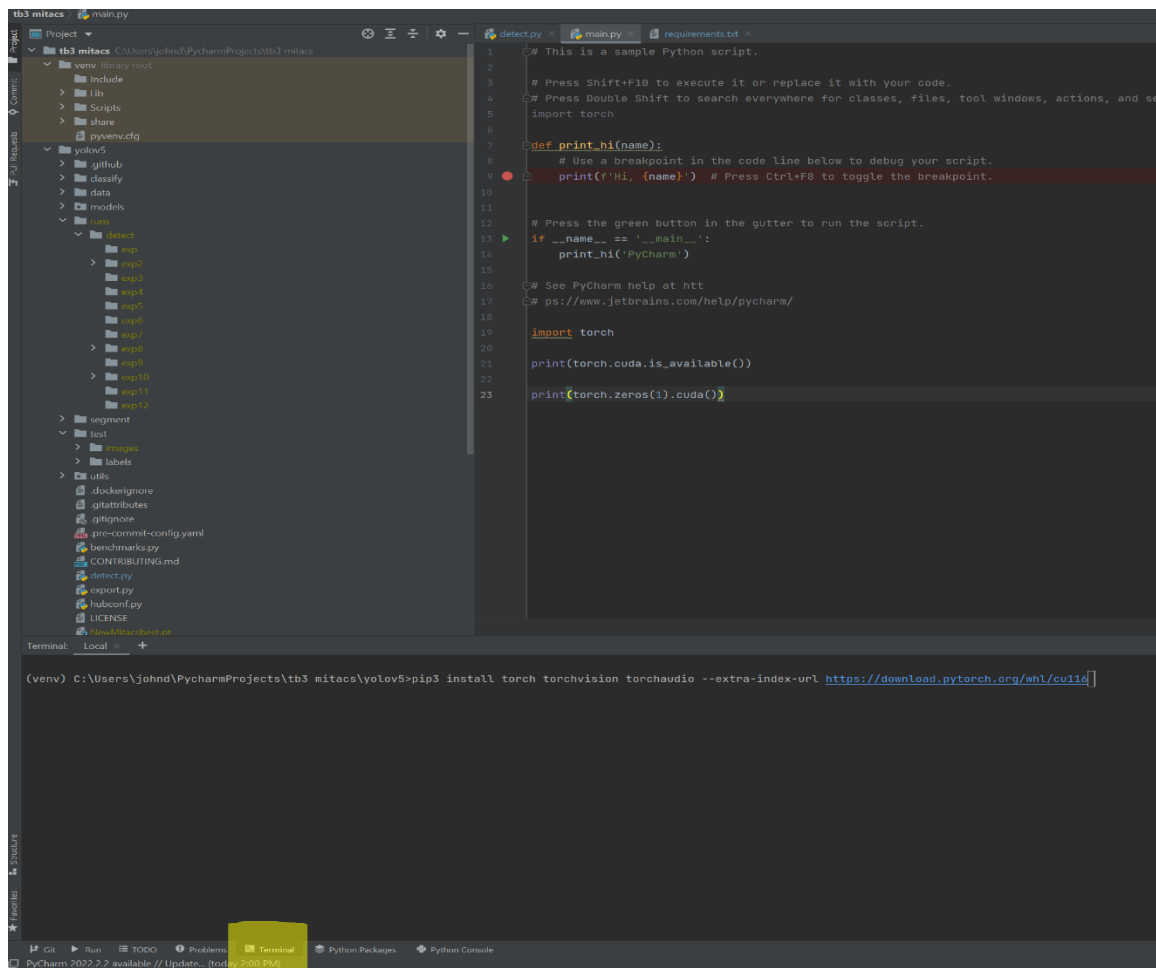 tb3 mitacs main.py
Project
tb3 mitacs C:\Users\johnd\PycharmProjects\tb3 mitacs
venv library root
Include
Lib
Scripts
share
pyvenv.cfg
yolov5
.github
classify
data
models
runs
detect
exp
exp2
exp3
exp4
exp5
exp6
exp7
exp8
exp9
exp10
exp11
exp12
segment
test
images
labels
utils
.dockerignore
.gitattributes
.gitignore
.pre-commit-config.yaml
benchmarks.py
CONTRIBUTING.md
detect.py
export.py
hubconf.py
LICENSE
NewMitacsbest.pt
Project
Commit
Pull Requests
Structure
Favorites
detect.py main.py requirements.txt
1 # This is a sample Python script.
2
3 # Press Shift+F10 to execute it or replace it with your code.
4 # Press Double Shift to search everywhere for classes, files, tool windows, actions, and se
5 import torch
6
7 def print_hi(name):
8 # Use a breakpoint in the code line below to debug your script.
9 print(f'Hi, {name}') # Press Ctrl+F8 to toggle the breakpoint.
10
11
12 # Press the green button in the gutter to run the script.
13 if __name__ == '__main__':
14 print_hi('PyCharm')
15
16 # See PyCharm help at htt
17 # ps://www.jetbrains.com/help/pycharm/
18
19 import torch
20
21 print(torch.cuda.is_available())
22
23 print(torch.zeros(1).cuda())
Terminal: Local +
(venv) C:\Users\johnd\PycharmProjects\tb3 mitacs\yolov5>pip3 install torch torchvision torchaudio --extra-index-url https://download.pytorch.org/whl/cu116
Git Run TODO Problems Terminal Python Packages Python Console
PyCharm 2022.2.2 available // Update... (today 2:00 PM)